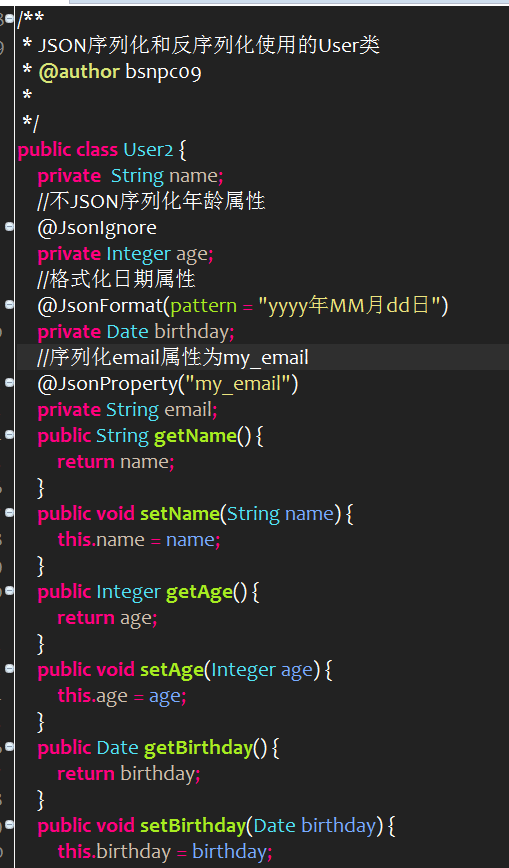 /**
 * JSON序列化和反序列化使用的User类
 * @author bsnpc09
 *
 */
public class User2 {
    private  String name;
    //不JSON序列化年龄属性
    @JsonIgnore
    private Integer age;
    //格式化日期属性
    @JsonFormat(pattern = "yyyy年MM月dd日")
    private Date birthday;
    //序列化email属性为my_email
    @JsonProperty("my_email")
    private String email;
    public String getName() {
        return name;
    }
    public void setName(String name) {
        this.name = name;
    }
    public Integer getAge() {
        return age;
    }
    public void setAge(Integer age) {
        this.age = age;
    }
    public Date getBirthday() {
        return birthday;
    }
    public void setBirthday(Date birthday) {
        this.birthday = birthday;